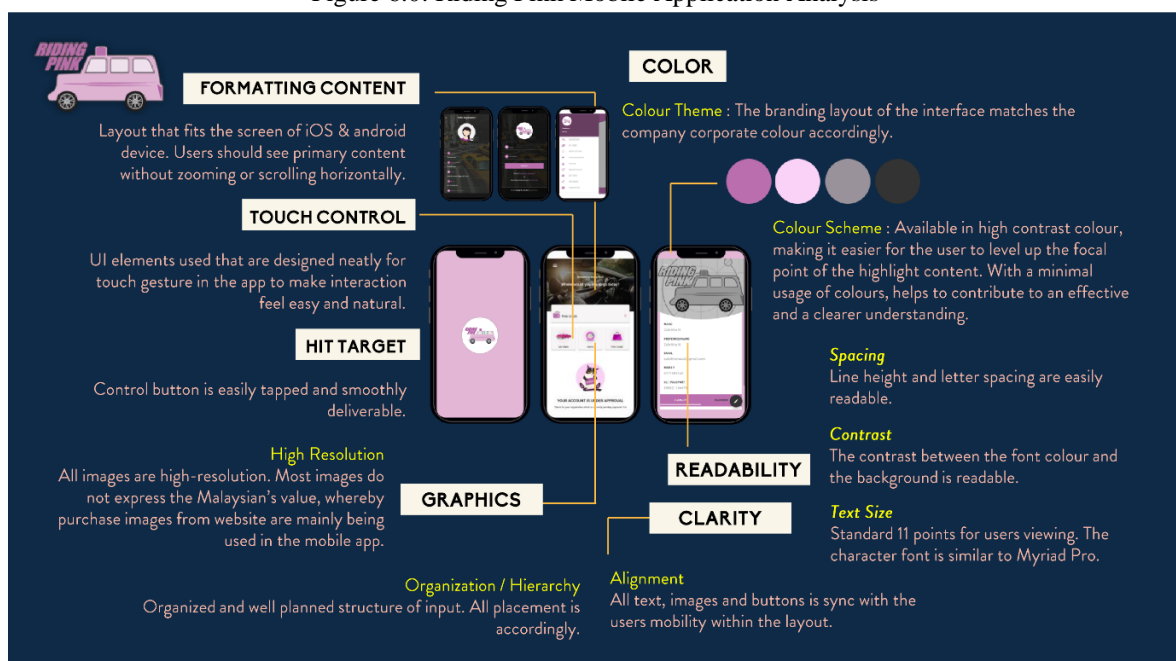 RIDING
PINK
FORMATTING CONTENT
Layout that fits the screen of iOS & android
device. Users should see primary content
without zooming or scrolling horizontally.
TOUCH CONTROL
UI elements used that are designed neatly for
touch gesture in the app to make interaction
feel easy and natural.
HIT TARGET
Control button is easily tapped and smoothly
deliverable.
High Resolution
All images are high-resolution. Most images do
not express the Malaysian's value, whereby
purchase images from website are mainly being
used in the mobile app.
GRAPHICS
Organization / Hierarchy
Organized and well planned structure of input. All placement is
accordingly.
COLOR
Colour Theme : The branding layout of the interface matches the
company corporate colour accordingly.
Colour Scheme : Available in high contrast colour,
making it easier for the user to level up the focal
point of the highlight content. With a minimal
usage of colours, helps to contribute to an effective
and a clearer understanding.
RIDING
PINK
YOUR ACCOUNT IS UNDER APPROVAL
READABILITY
Spacing
Line height and letter spacing are easily
readable.
Contrast
The contrast between the font colour and
the background is readable.
Text Size
Standard 11 points for users viewing. The
character font is similar to Myriad Pro.
CLARITY
Alignment
All text, images and buttons is sync with the
users mobility within the layout.